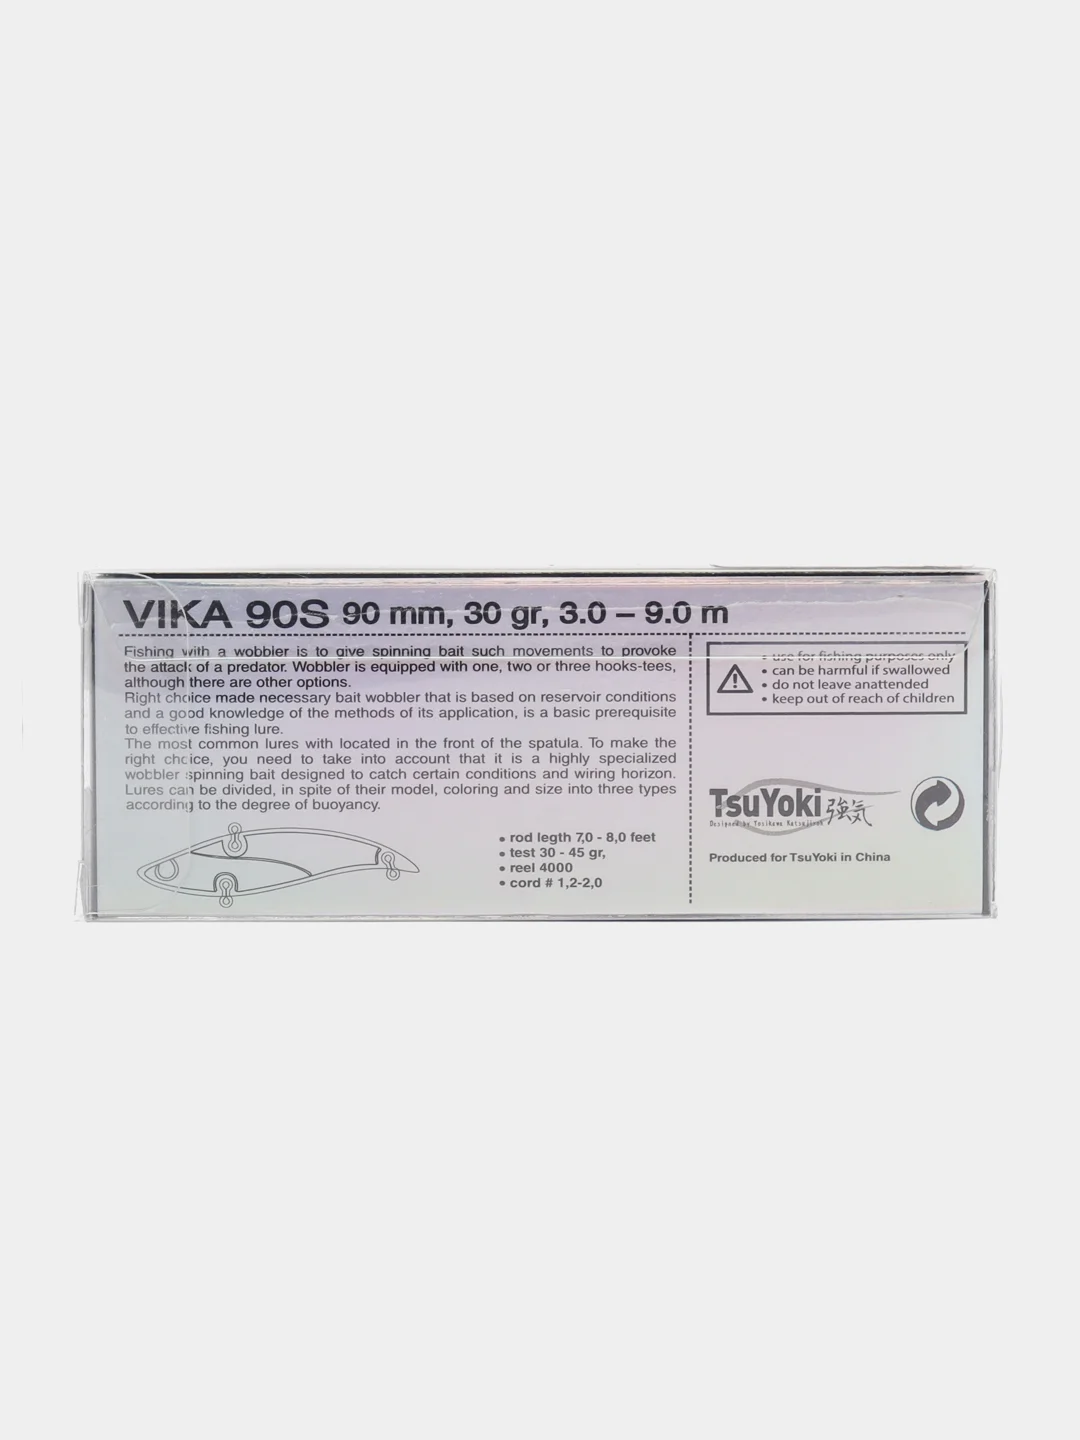 VIKA 90S 90 mm, 30 gr, 3.0 – 9.0 m
Fishing with a wobbler is to give spinning bait such movements to provoke
the attack of a predator. Wobbler is equipped with one, two or three hooks-tees,
although there are other options.
Right choice made necessary bait wobbler that is based on reservoir conditions
and a good knowledge of the methods of its application, is a basic prerequisite
to effective fishing lure.
The most common lures with located in the front of the spatula. To make the
right choice, you need to take into account that it is a highly specialized
wobbler spinning bait designed to catch certain conditions and wiring horizon.
Lures can be divided, in spite of their model, coloring and size into three types
according to the degree of buoyancy.
• rod legth 7,0 - 8,0 feet
• test 30 - 45 gr,
• reel 4000
• cord # 1,2-2,0
• use for fishing purposes only
• can be harmful if swallowed
• do not leave anattended
• keep out of reach of children
TsuYoki 強気
Designed by
Produced for TsuYoki in China